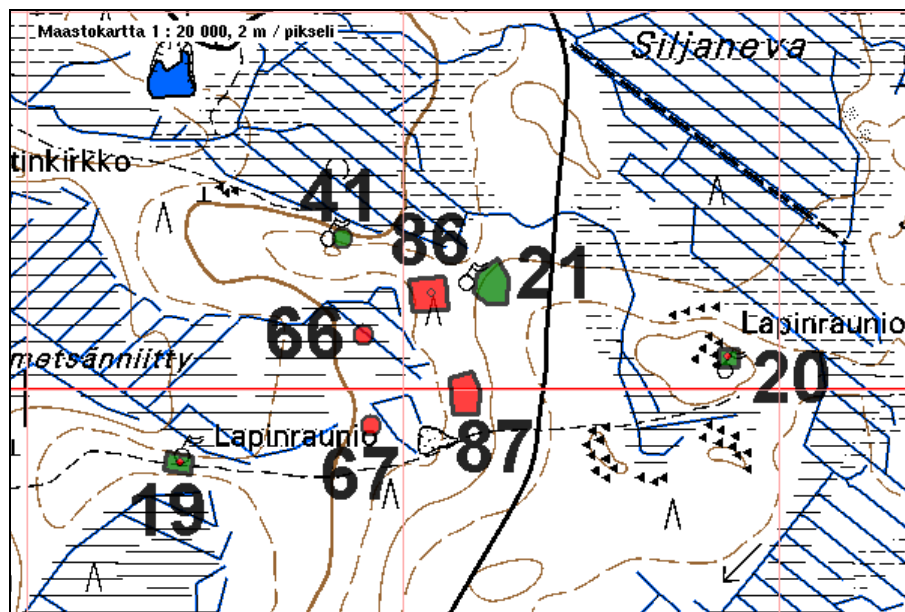 Maastokartta 1 : 20 000, 2 m / pikseli
Siljaneva
tinkirkko
41
86
21
66
Lapinraunio
metsänniitty
20
Lapinraunio
87
67
19